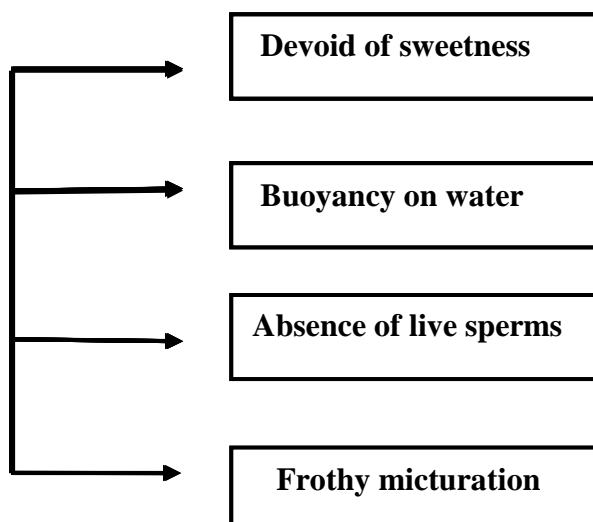 Devoid of sweetness
Buoyancy on water
Absence of live sperms
Frothy micturation